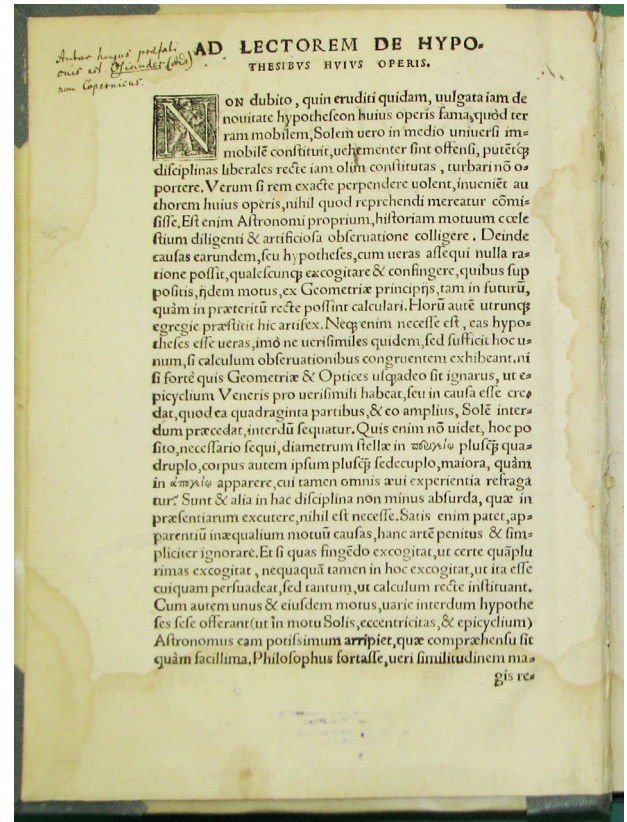 Autor hujus præfati
onis est Osiander
non Copernicus.
AD LECTOREM DE HYPO-
THESIBVS HVIVS OPERIS.
NON dubito, quin eruditi quidam, uulgata iam de
nouitate hypotheseon huius operis fama, quòd ter
ram mobilem, Solem uero in medio uniuersi im-
mobilē constituit, uehementer sint offensi, putētq́;
disciplinas liberales recte iam olim constitutas, turbari nō o-
portere. Verum si rem exacte perpendere uolent, inueniēt au
thorem huius operis, nihil quod reprehendi mereatur cōmi-
sisse. Est enim Astronomi proprium, historiam motuum cœle
stium diligenti & artificiosa obseruatione colligere. Deinde
causas earundem, seu hypotheses, cum ueras assequi nulla ra-
tione possit, qualescunq; excogitare & confingere, quibus sup
positis, ijdem motus, ex Geometriæ principijs, tam in futurū,
quàm in præteritū recte possint calculari. Horū autē utrunq;
egregie præstitit hic artifex. Neq; enim necesse est, eas hypo-
theses esse ueras, imò ne uerisimiles quidem, sed sufficit hoc u-
num, si calculum obseruationibus congruentem exhibeant. ni
si fortè quis Geometriæ & Optices usq;adeo sit ignarus, ut e-
picyclium Veneris pro uerisimili habeat, seu in causa esse cre-
dat, quod ea quadraginta partibus, & eo amplius, Solē inter-
dum præcedat, interdū sequatur. Quis enim nō uidet, hoc po
sito, necessario sequi, diametrum stellæ in περιγείῳ plusq́; qua-
druplo, corpus autem ipsum plusq́; sedecuplo, maiora, quàm
in ἀπογείῳ apparere, cui tamen omnis æui experientia refraga
tur? Sunt & alia in hac disciplina non minus absurda, quæ in
præsentiarum excutere, nihil est necesse. Satis enim patet, ap-
parentiū inæqualium motuū causas, hanc artē penitus & sim-
pliciter ignorare. Et si quas fingēdo excogitat, ut certe quāplu
rimas excogitat, nequaquā tamen in hoc excogitat, ut ita esse
cuiquam persuadeat, sed tantum, ut calculum recte instituant.
Cum autem unius & eiusdem motus, uarie interdum hypothe
ses sese offerant (ut in motu Solis, eccentricitas, & epicyclium)
Astronomus eam potissimum arripiet, quæ compræhensu sit
quàm facillima, Philosophus fortasse, ueri similitudinem ma-
gis re-